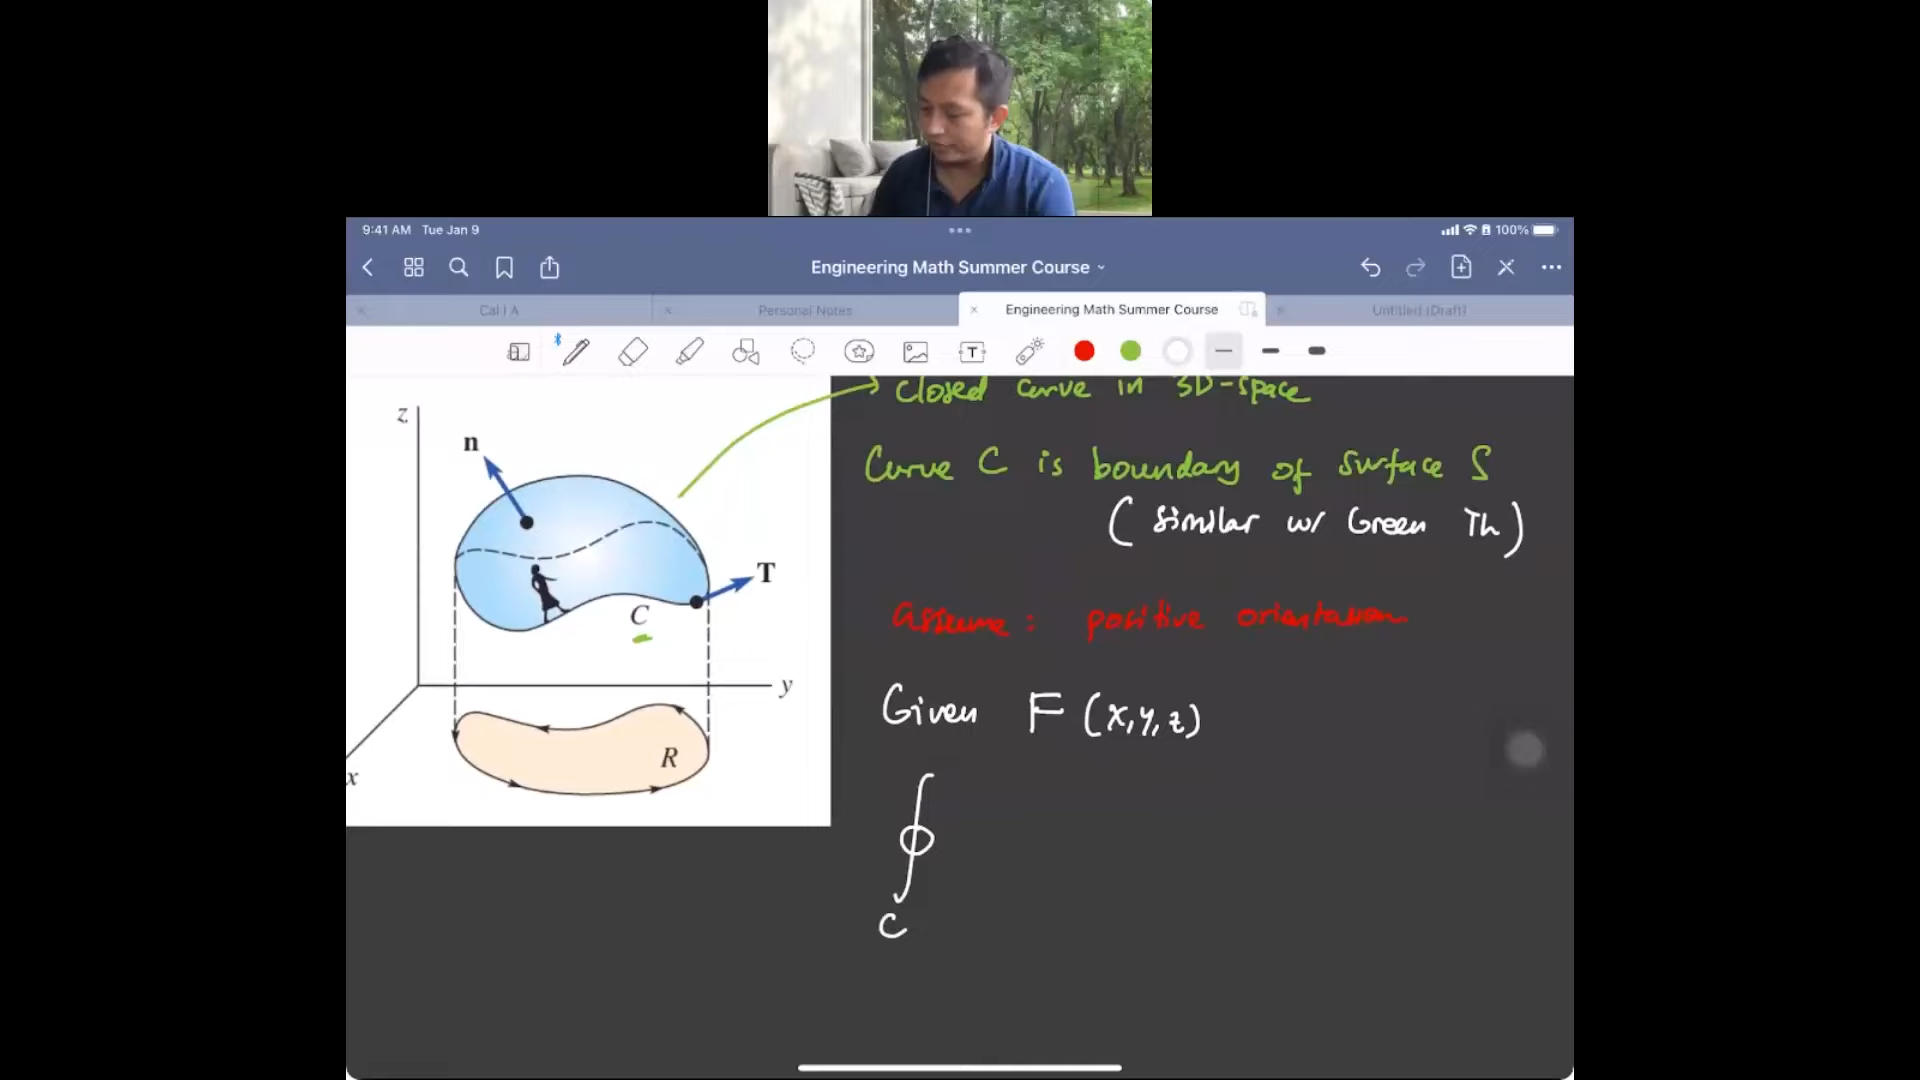 9:41 AM Tue Jan 9
100%
Engineering Math Summer Course
Cal I A
Personal Notes
Engineering Math Summer Course
Untitled (Draft)
T
closed curve in 3D-space
Curve C is boundary of surface S
(similar w/ Green Th)
Assume: positive orientation
Given F (x,y,z)
∮
C
z
n
T
C
y
R
x